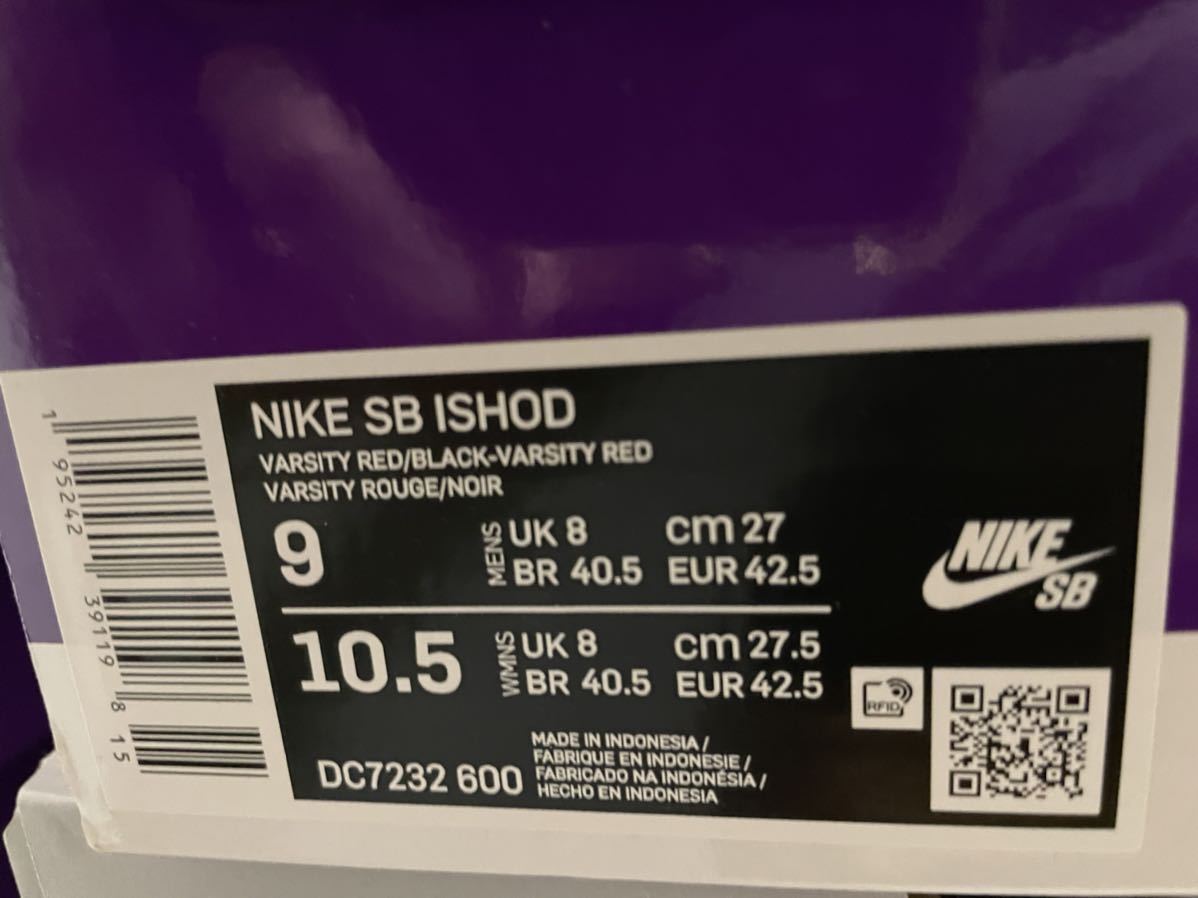 NIKE SB ISHOD
VARSITY RED/BLACK-VARSITY RED
VARSITY ROUGE/NOIR
9
MENS
UK 8 cm 27
BR 40.5 EUR 42.5
10.5
WMNS
UK 8 cm 27.5
BR 40.5 EUR 42.5
DC7232 600
MADE IN INDONESIA /
FABRIQUE EN INDONESIE /
FABRICADO NA INDONÉSIA /
HECHO EN INDONESIA
NIKE
SB
RFID
1 95242 39119 8 15